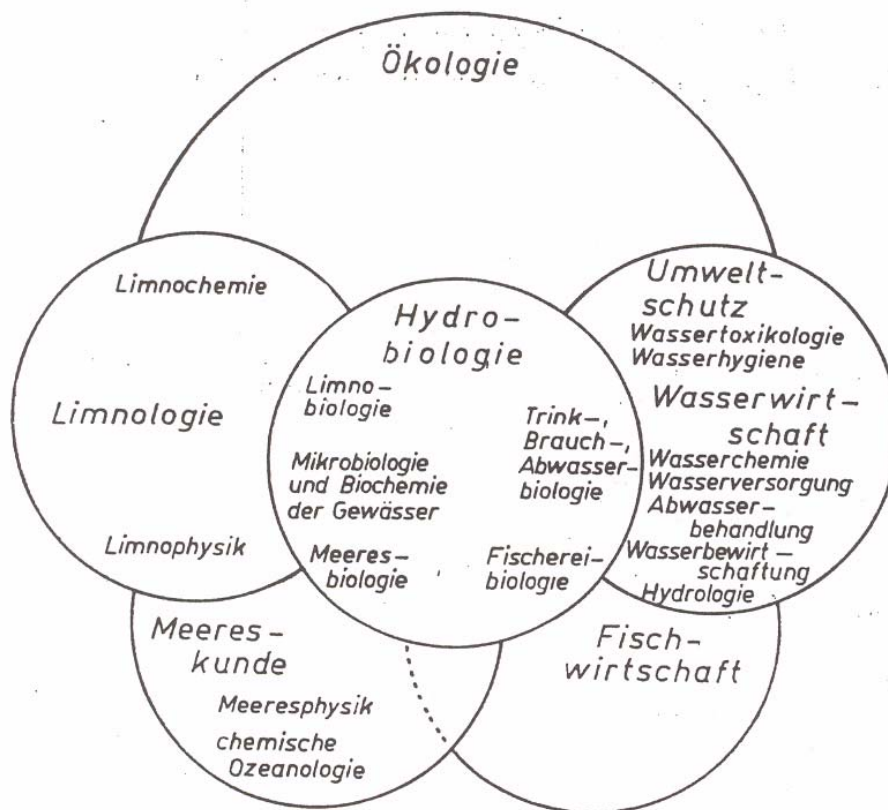 Ökologie
Limnochemie
Limnologie
Limnophysik
Hydro-
biologie
Limno-
biologie
Mikrobiologie
und Biochemie
der Gewässer
Meeres-
biologie
Trink-,
Brauch-,
Abwasser-
biologie
Fischerei-
biologie
Umwelt-
schutz
Wassertoxikologie
Wasserhygiene
Wasserwirt-
schaft
Wasserchemie
Wasserversorgung
Abwasser-
behandlung
Wasserbewirt-
schaftung
Hydrologie
Meeres-
kunde
Meeresphysik
chemische
Ozeanologie
Fisch-
wirtschaft